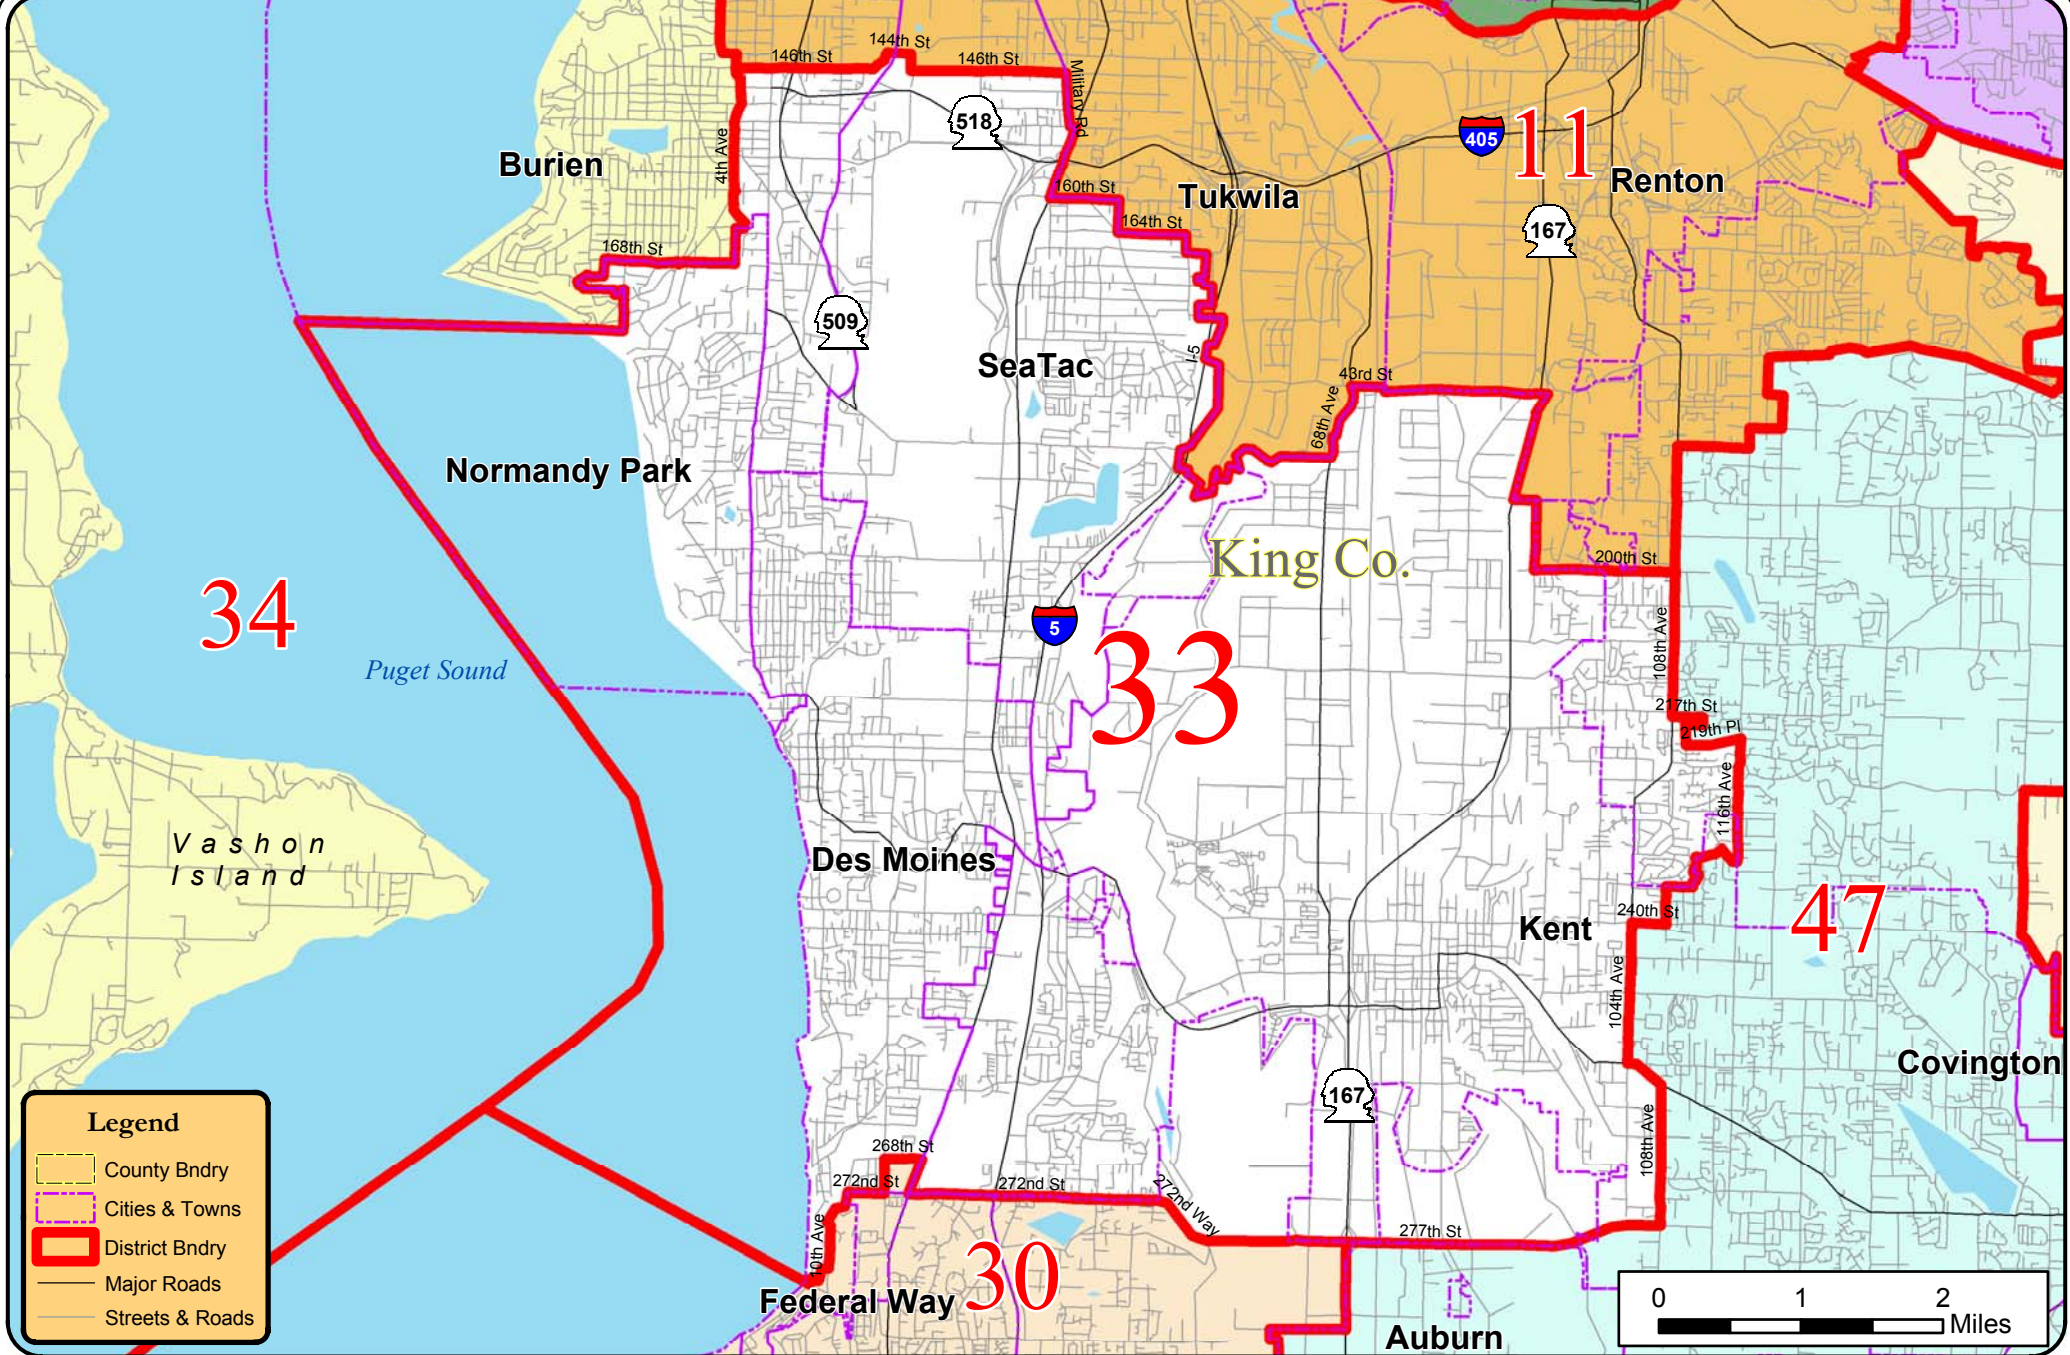 144th St
146th St
146th St
Military Rd
518
405
11
4th Ave
Burien
160th St
Tukwila
Renton
164th St
167
168th St
509
I-5
SeaTac
43rd St
68th Ave
Normandy Park
King Co.
200th St
34
5
33
108th Ave
Puget Sound
217th St
219th Pl
116th Ave
Vashon
Island
Des Moines
47
240th St
Kent
104th Ave
Covington
167
108th Ave
268th St
272nd St
272nd St
272nd Way
277th St
10th Ave
30
Federal Way
Auburn
Legend
County Bndry
Cities & Towns
District Bndry
Major Roads
Streets & Roads
0 1 2
Miles